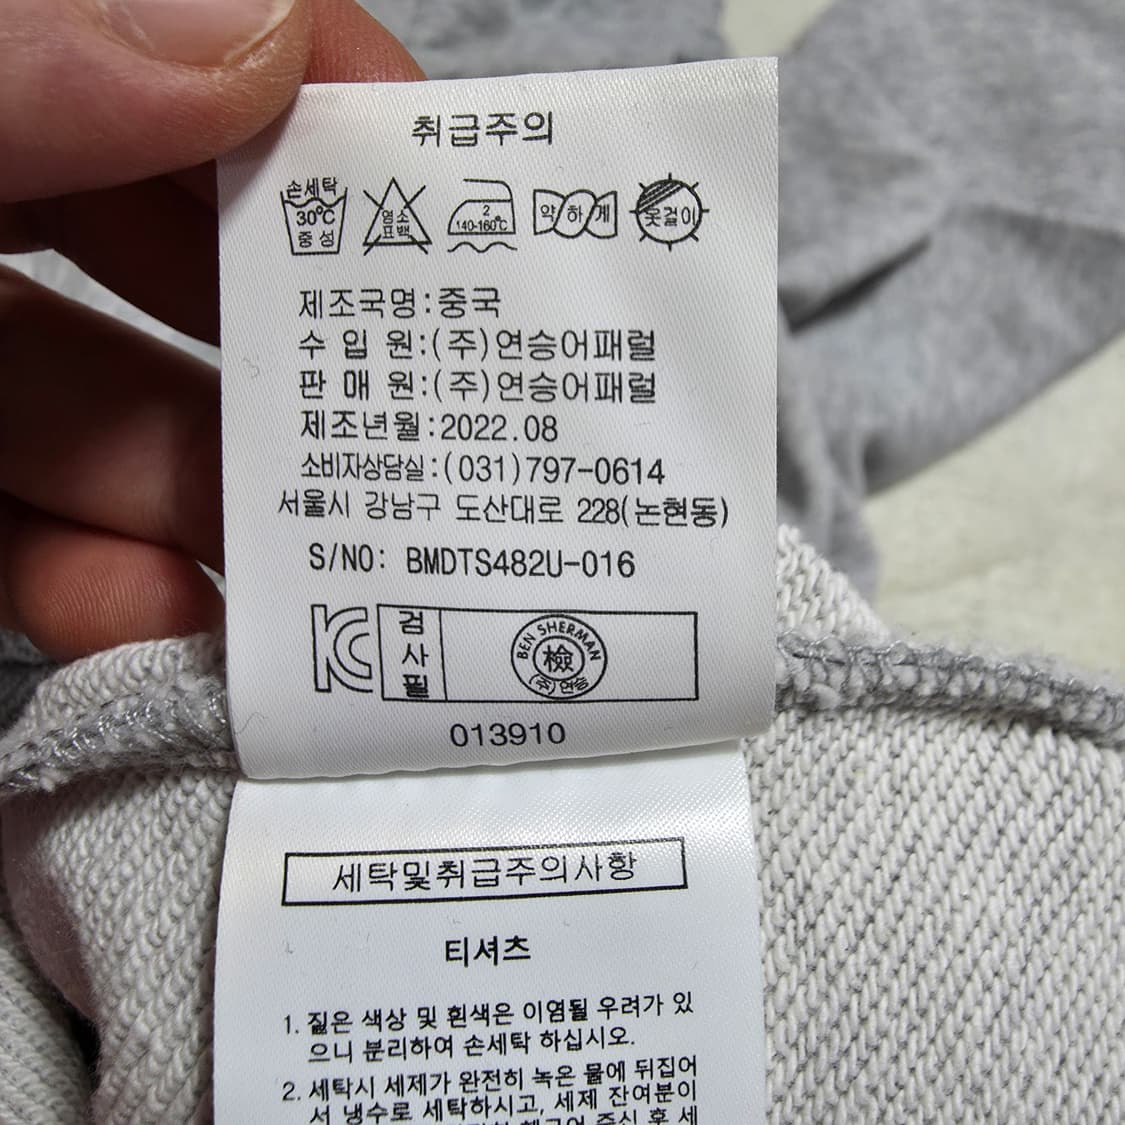 취급주의
손세탁 30℃ 중성
염소 표백
2 140-160℃
약하게
옷걸이
제조국명:중국
수 입 원:(주)연승어패럴
판 매 원:(주)연승어패럴
제조년월:2022.08
소비자상담실:(031)797-0614
서울시 강남구 도산대로 228(논현동)
S/NO: BMDTS482U-016
검사필
BEN SHERMAN
檢
(주)연승
013910
세탁및취급주의사항
티셔츠
1. 짙은 색상 및 흰색은 이염될 우려가 있
으니 분리하여 손세탁 하십시오.
2. 세탁시 세제가 완전히 녹은 물에 뒤집어
서 냉수로 세탁하시고, 세제 잔여분이